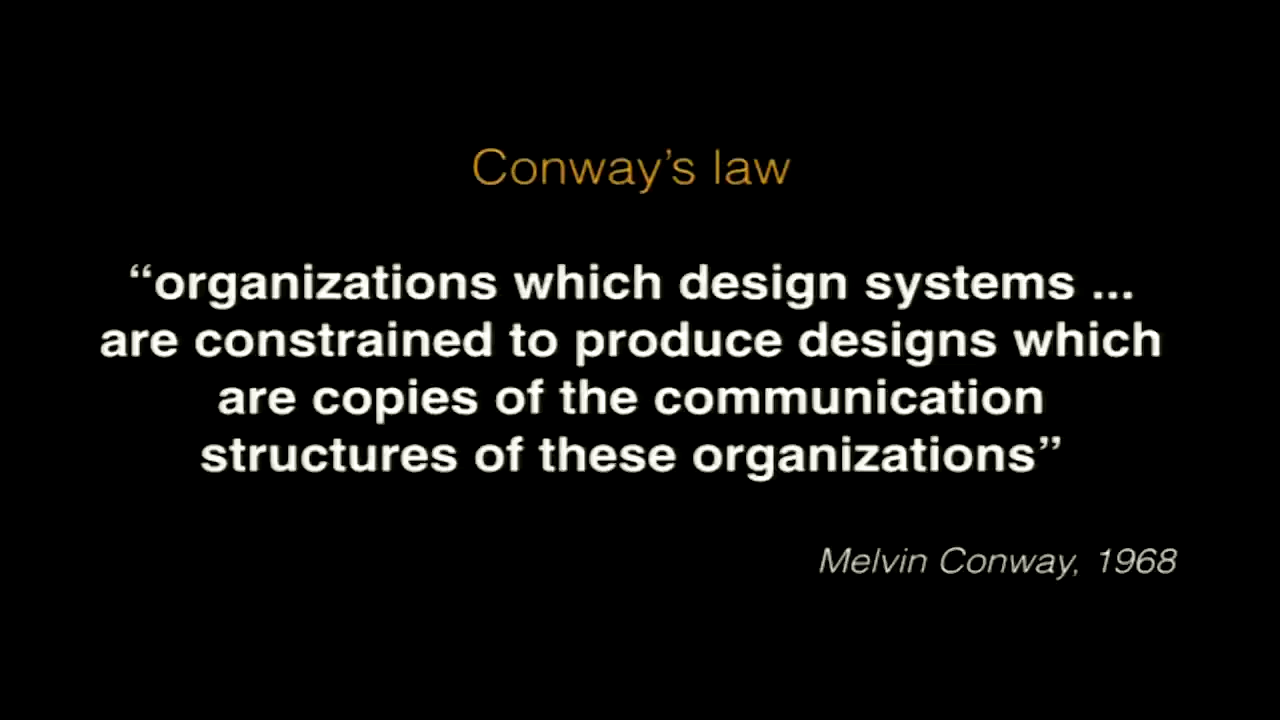 Conway’s law
“organizations which design systems ...
are constrained to produce designs which
are copies of the communication
structures of these organizations”
Melvin Conway, 1968